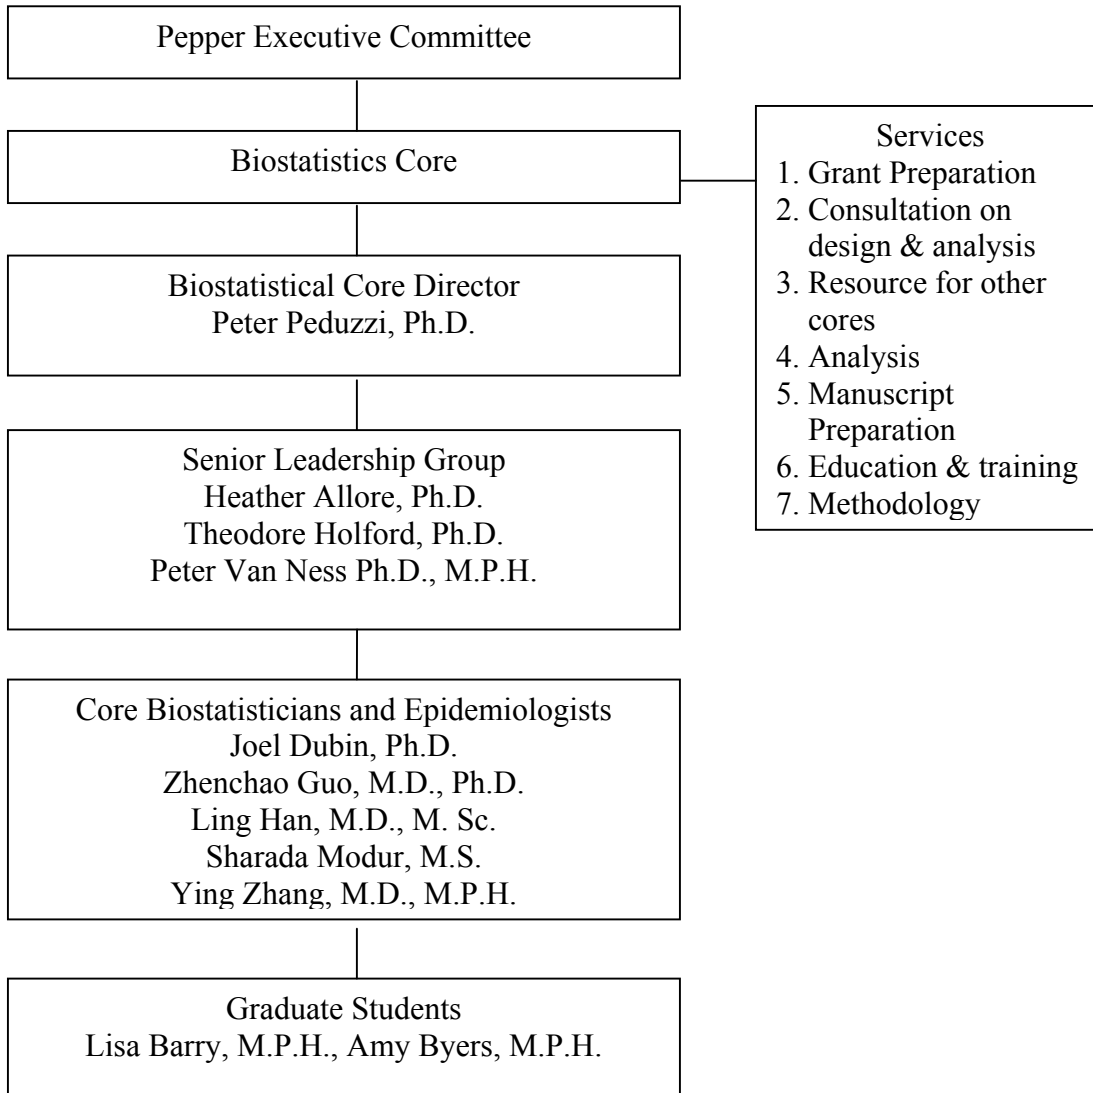 Pepper Executive Committee
Biostatistics Core
Services
1. Grant Preparation
2. Consultation on
design & analysis
3. Resource for other
cores
4. Analysis
5. Manuscript
Preparation
6. Education & training
7. Methodology
Biostatistical Core Director
Peter Peduzzi, Ph.D.
Senior Leadership Group
Heather Allore, Ph.D.
Theodore Holford, Ph.D.
Peter Van Ness Ph.D., M.P.H.
Core Biostatisticians and Epidemiologists
Joel Dubin, Ph.D.
Zhenchao Guo, M.D., Ph.D.
Ling Han, M.D., M. Sc.
Sharada Modur, M.S.
Ying Zhang, M.D., M.P.H.
Graduate Students
Lisa Barry, M.P.H., Amy Byers, M.P.H.